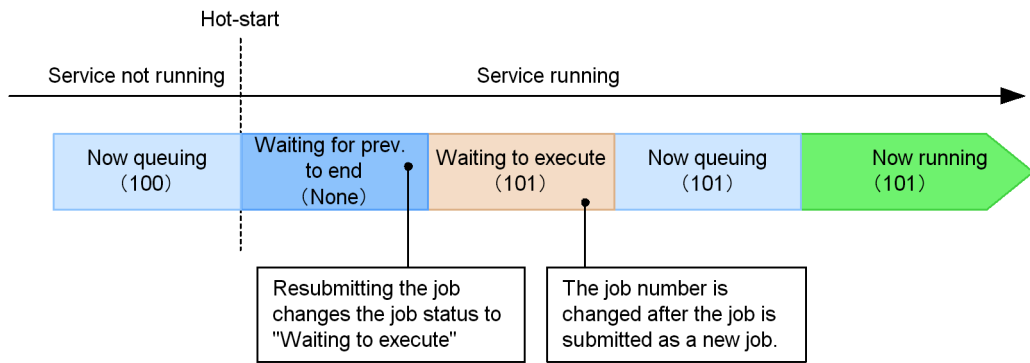 Hot-start
Service not running
Service running
Now queuing
（100）
Waiting for prev.
to end
（None）
Waiting to execute
（101）
Now queuing
（101）
Now running
（101）
Resubmitting the job
changes the job status to
"Waiting to execute"
The job number is
changed after the job is
submitted as a new job.